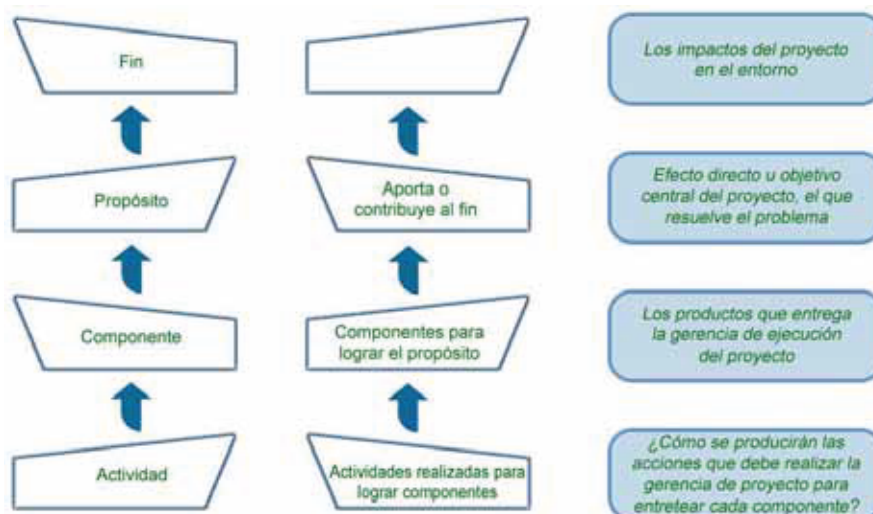 Fin
Los impactos del proyecto
en el entorno
Propósito
Aporta o
contribuye al fin
Efecto directo u objetivo
central del proyecto, el que
resuelve el problema
Componente
Componentes para
lograr el propósito
Los productos que entrega
la gerencia de ejecución
del proyecto
Actividad
Actividades realizadas para
lograr componentes
¿Cómo se producirán las
acciones que debe realizar la
gerencia de proyecto para
entretear cada componente?